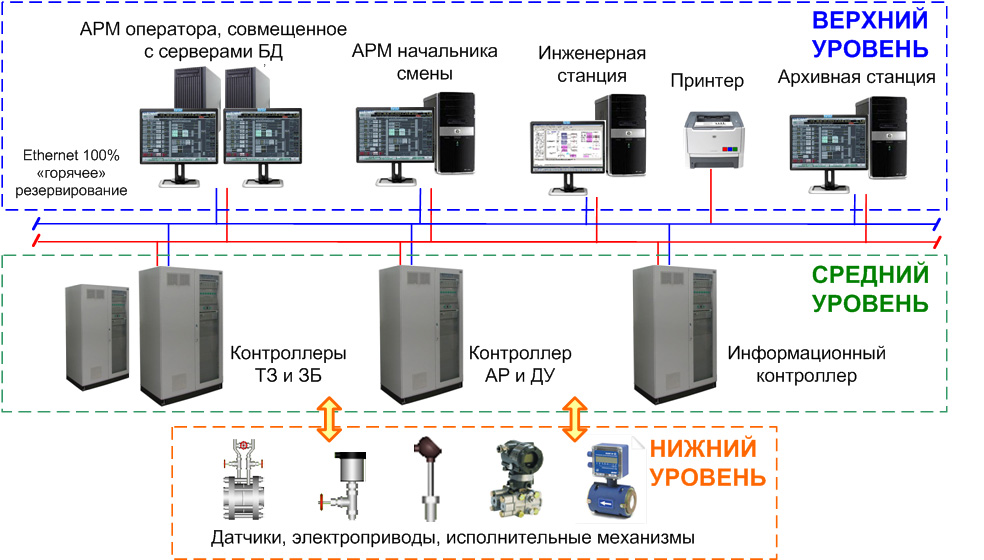 ВЕРХНИЙ
УРОВЕНЬ
АРМ оператора, совмещенное
с серверами БД
АРМ начальника
смены
Инженерная
станция
Принтер
Архивная станция
Ethernet 100%
«горячее»
резервирование
СРЕДНИЙ
УРОВЕНЬ
Контроллеры
ТЗ и ЗБ
Контроллер
АР и ДУ
Информационный
контроллер
НИЖНИЙ
УРОВЕНЬ
Датчики, электроприводы, исполнительные механизмы